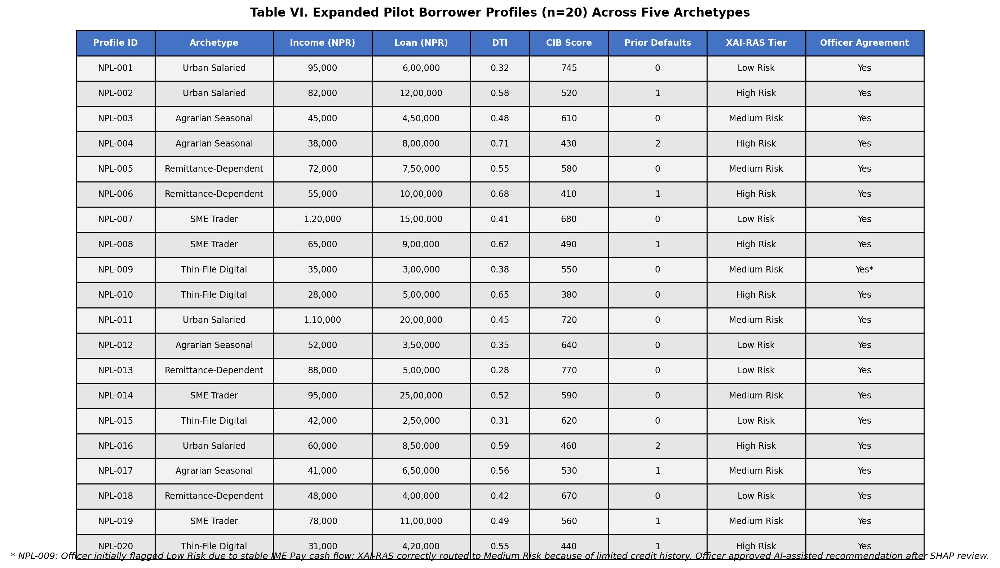 Table VI. Expanded Pilot Borrower Profiles (n=20) Across Five Archetypes
Profile ID Archetype Income (NPR) Loan (NPR) DTI CIB Score Prior Defaults XAI-RAS Tier Officer Agreement
NPL-001 Urban Salaried 95,000 6,00,000 0.32 745 0 Low Risk Yes
NPL-002 Urban Salaried 82,000 12,00,000 0.58 520 1 High Risk Yes
NPL-003 Agrarian Seasonal 45,000 4,50,000 0.48 610 0 Medium Risk Yes
NPL-004 Agrarian Seasonal 38,000 8,00,000 0.71 430 2 High Risk Yes
NPL-005 Remittance-Dependent 72,000 7,50,000 0.55 580 0 Medium Risk Yes
NPL-006 Remittance-Dependent 55,000 10,00,000 0.68 410 1 High Risk Yes
NPL-007 SME Trader 1,20,000 15,00,000 0.41 680 0 Low Risk Yes
NPL-008 SME Trader 65,000 9,00,000 0.62 490 1 High Risk Yes
NPL-009 Thin-File Digital 35,000 3,00,000 0.38 550 0 Medium Risk Yes*
NPL-010 Thin-File Digital 28,000 5,00,000 0.65 380 0 High Risk Yes
NPL-011 Urban Salaried 1,10,000 20,00,000 0.45 720 0 Medium Risk Yes
NPL-012 Agrarian Seasonal 52,000 3,50,000 0.35 640 0 Low Risk Yes
NPL-013 Remittance-Dependent 88,000 5,00,000 0.28 770 0 Low Risk Yes
NPL-014 SME Trader 95,000 25,00,000 0.52 590 0 Medium Risk Yes
NPL-015 Thin-File Digital 42,000 2,50,000 0.31 620 0 Low Risk Yes
NPL-016 Urban Salaried 60,000 8,50,000 0.59 460 2 High Risk Yes
NPL-017 Agrarian Seasonal 41,000 6,50,000 0.56 530 1 Medium Risk Yes
NPL-018 Remittance-Dependent 48,000 4,00,000 0.42 670 0 Low Risk Yes
NPL-019 SME Trader 78,000 11,00,000 0.49 560 1 Medium Risk Yes
NPL-020 Thin-File Digital 31,000 4,20,000 0.55 440 1 High Risk Yes
* NPL-009: Officer initially flagged Low Risk due to stable IME Pay cash flow; XAI-RAS correctly routed to Medium Risk because of limited credit history. Officer approved AI-assisted recommendation after SHAP review.